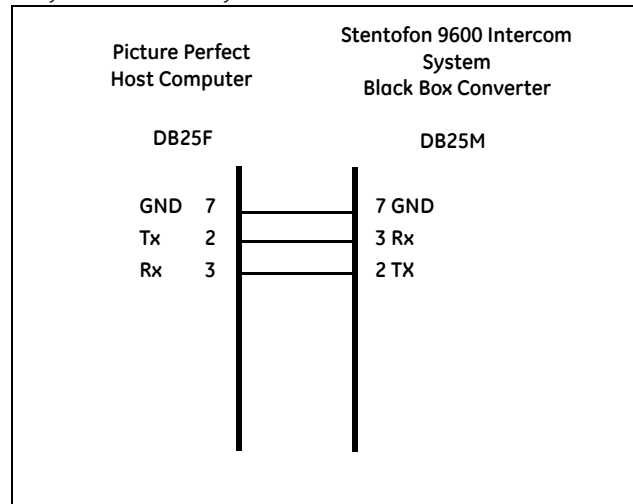 Picture Perfect
Host Computer
Stentofon 9600 Intercom
System
Black Box Converter
DB25F
DB25M
GND 7 7 GND
Tx 2 3 Rx
Rx 3 2 TX